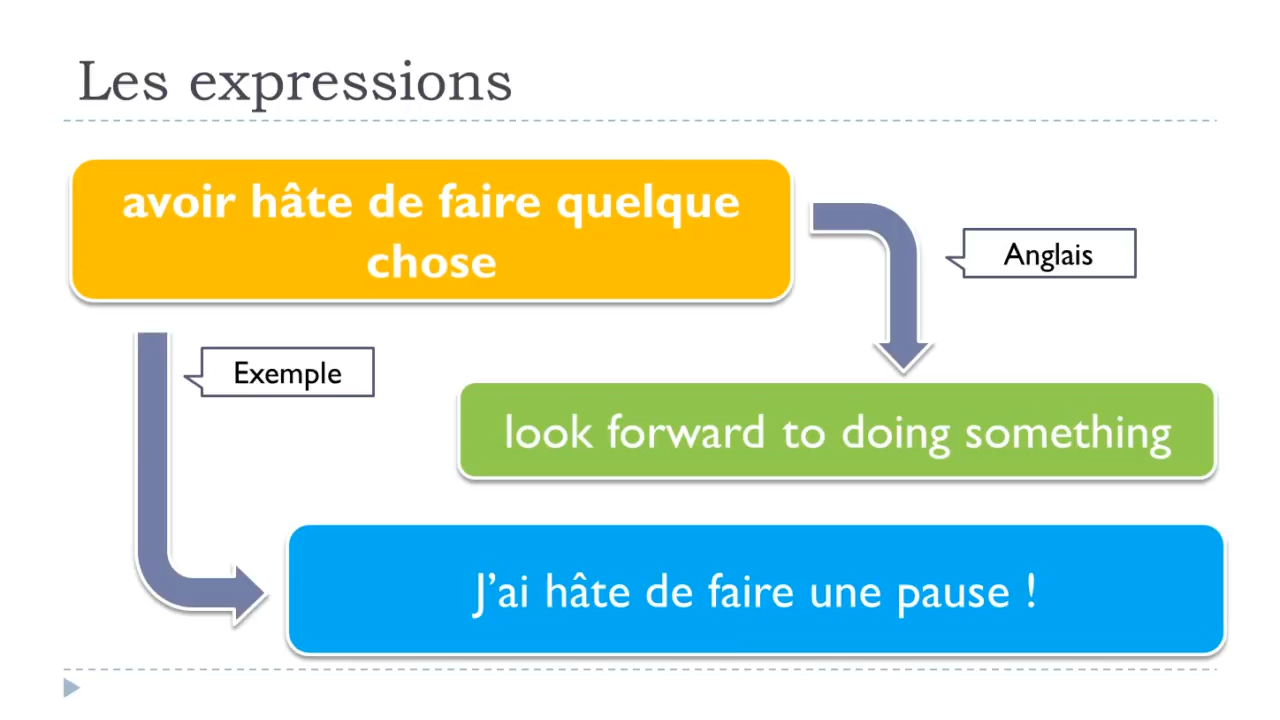 Les expressions
avoir hâte de faire quelque
chose
Anglais
Exemple
look forward to doing something
J’ai hâte de faire une pause !